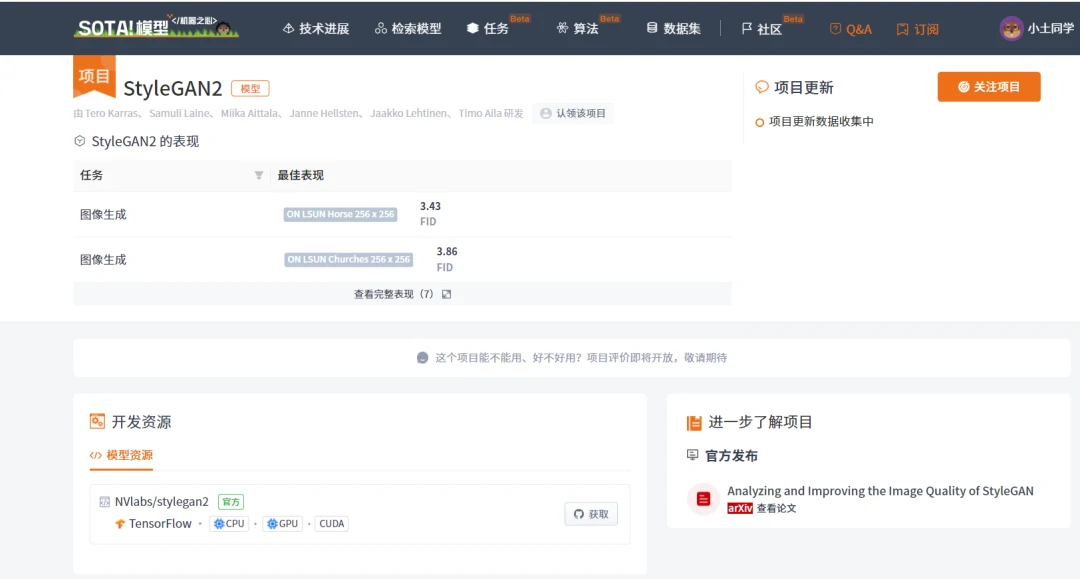 SOTA!模型 </机器之心>
技术进展 检索模型 任务 Beta 算法 Beta 数据集 社区 Beta Q&A 订阅 小土同学
项目
StyleGAN2 模型
由 Tero Karras、 Samuli Laine、 Miika Aittala、 Janne Hellsten、 Jaakko Lehtinen、 Timo Aila 研发 认领该项目
StyleGAN2 的表现
任务 最佳表现
图像生成 ON LSUN Horse 256 x 256 3.43
FID
图像生成 ON LSUN Churches 256 x 256 3.86
FID
查看完整表现（7）
项目更新 关注项目
项目更新数据收集中
这个项目能不能用、好不好用？项目评价即将开放，敬请期待
开发资源
</> 模型资源
NVlabs/stylegan2 官方
TensorFlow · CPU · GPU · CUDA
获取
进一步了解项目
官方发布
Analyzing and Improving the Image Quality of StyleGAN
arXiv 查看论文